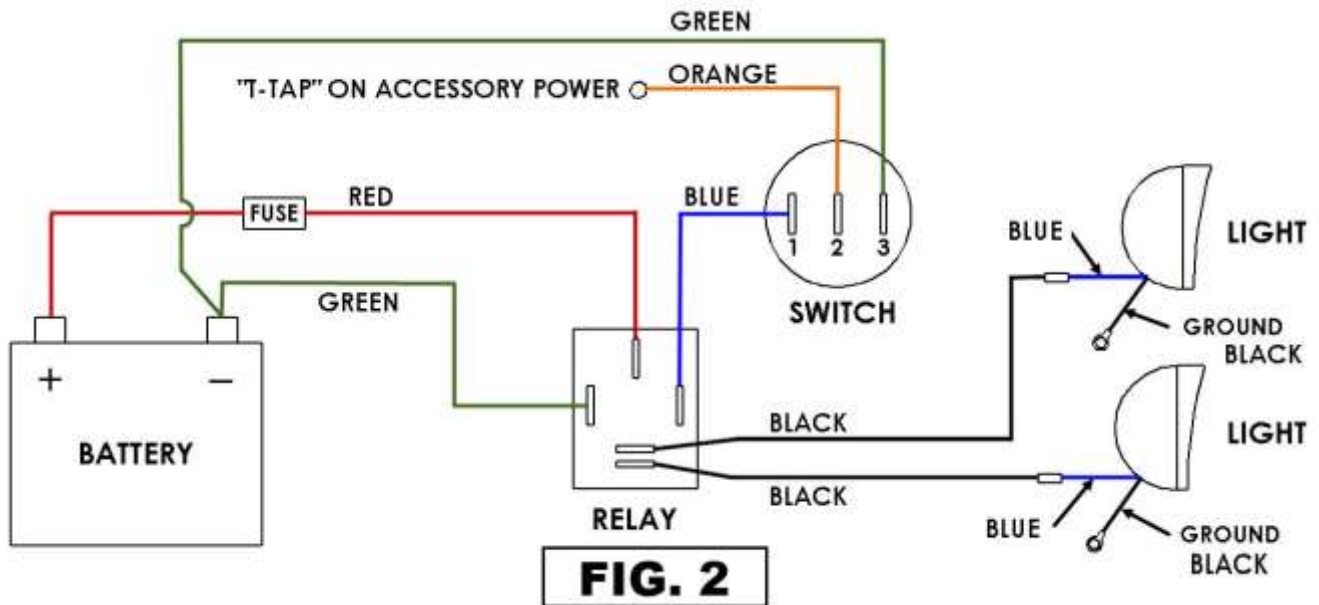 GREEN
"T-TAP" ON ACCESSORY POWER
ORANGE
FUSE
RED
BLUE
1 2 3
SWITCH
BLUE
LIGHT
GROUND
BLACK
GREEN
+ −
BATTERY
RELAY
BLACK
BLACK
LIGHT
BLUE
GROUND
BLACK
FIG. 2